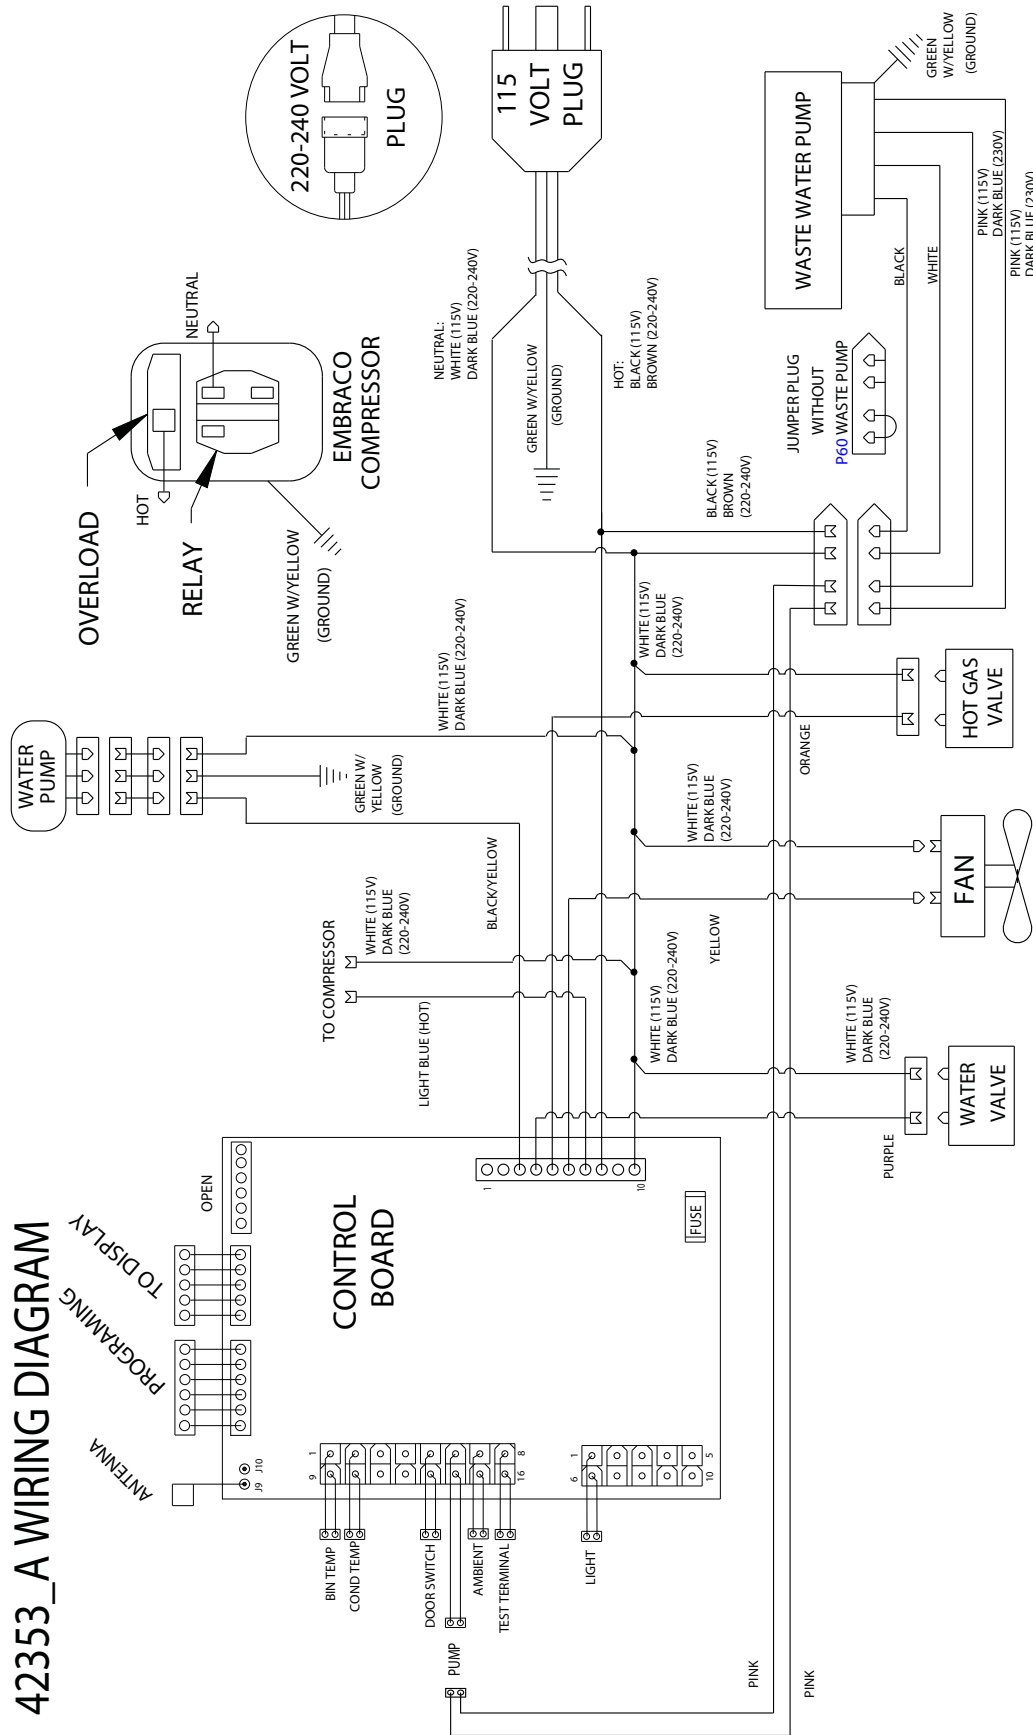 42353_A WIRING DIAGRAM
ANTENNA
PROGRAMING
TO DISPLAY
OPEN
J9
J10
CONTROL
BOARD
FUSE
1
10
9
1
16
8
6
1
10
5
BIN TEMP
COND TEMP
DOOR SWITCH
PUMP
AMBIENT
TEST TERMINAL
LIGHT
PINK
PINK
WATER
PUMP
GREEN W/
YELLOW
(GROUND)
WHITE (115V)
DARK BLUE (220-240V)
BLACK/YELLOW
TO COMPRESSOR
WHITE (115V)
DARK BLUE
(220-240V)
LIGHT BLUE (HOT)
WHITE (115V)
DARK BLUE (220-240V)
YELLOW
WHITE (115V)
DARK BLUE
(220-240V)
PURPLE
WATER
VALVE
WHITE (115V)
DARK BLUE
(220-240V)
FAN
ORANGE
HOT GAS
VALVE
WHITE (115V)
DARK BLUE
(220-240V)
OVERLOAD
HOT
RELAY
NEUTRAL
EMBRACO
COMPRESSOR
GREEN W/YELLOW
(GROUND)
220-240 VOLT
PLUG
115
VOLT
PLUG
NEUTRAL:
WHITE (115V)
DARK BLUE (220-240V)
GREEN W/YELLOW
(GROUND)
HOT:
BLACK (115V)
BROWN (220-240V)
BLACK (115V)
BROWN
(220-240V)
JUMPER PLUG
WITHOUT
P60 WASTE PUMP
WASTE WATER PUMP
GREEN
W/YELLOW
(GROUND)
BLACK
WHITE
PINK (115V)
DARK BLUE (230V)
PINK (115V)
DARK BLUE (230V)